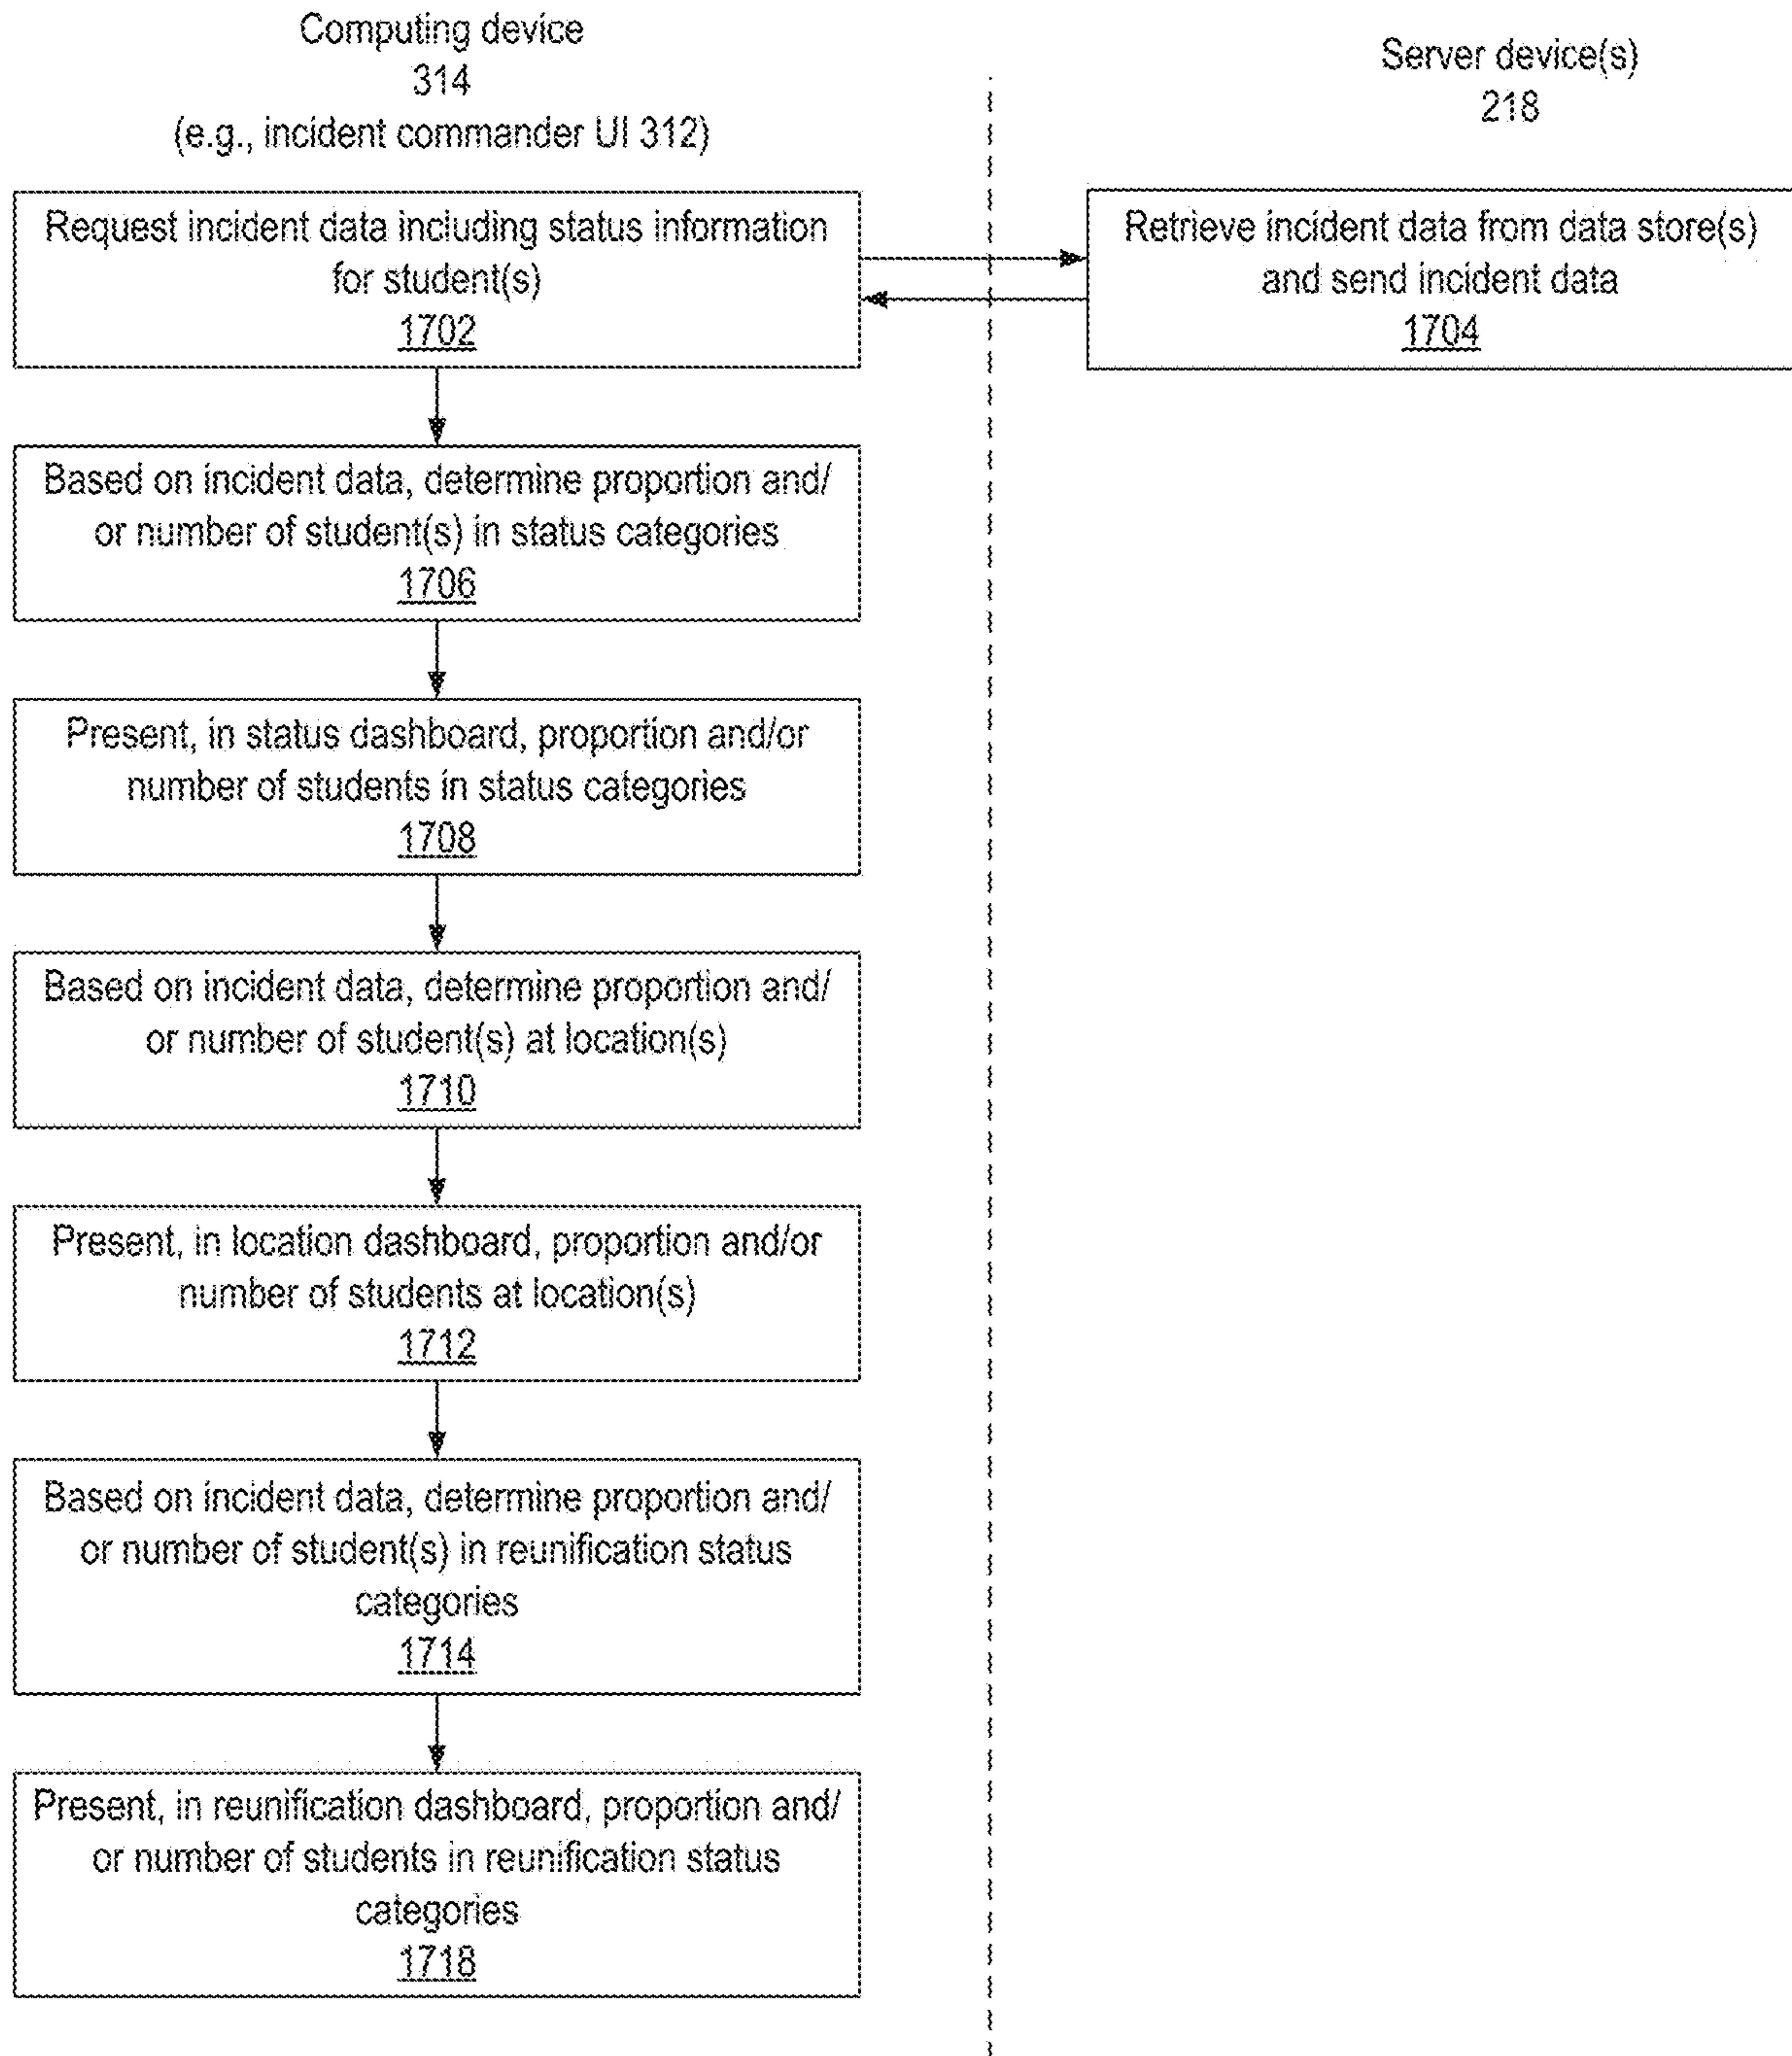 Computing device
314
(e.g., incident commander UI 312)
Server device(s)
218
Request incident data including status information
for student(s)
1702
Retrieve incident data from data store(s)
and send incident data
1704
Based on incident data, determine proportion and/
or number of student(s) in status categories
1706
Present, in status dashboard, proportion and/or
number of students in status categories
1708
Based on incident data, determine proportion and/
or number of student(s) at location(s)
1710
Present, in location dashboard, proportion and/or
number of students at location(s)
1712
Based on incident data, determine proportion and/
or number of student(s) in reunification status
categories
1714
Present, in reunification dashboard, proportion and/
or number of students in reunification status
categories
1718